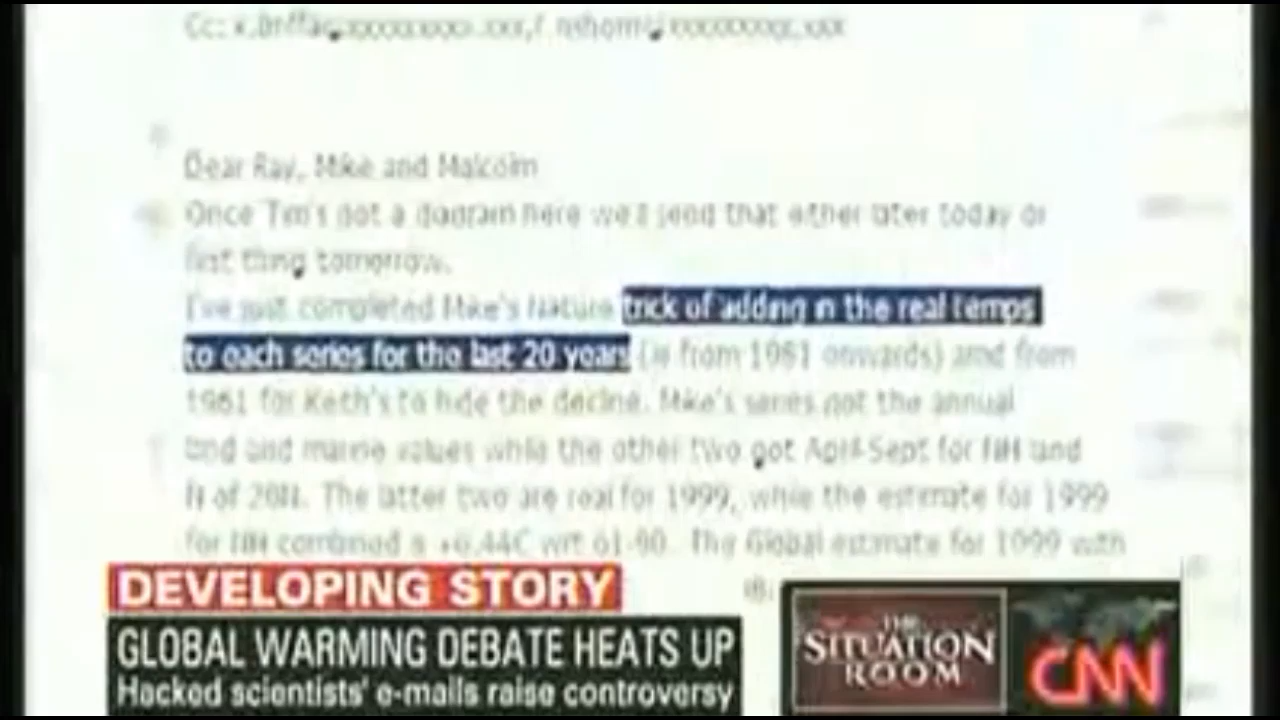 Dear Ray, Mike and Malcolm
Once Tim's got a diagram here we'll send that either later today or
first thing tomorrow.
I've just completed Mike's Nature trick of adding in the real temps
to each series for the last 20 years (ie from 1981 onwards) and from
1961 for Keith's to hide the decline. Mike's series got the annual
land and marine values while the other two got April-Sept for NH land
N of 20N. The latter two are real for 1999, while the estimate for 1999
for NH combined is +0.44C wrt 61-90. The Global estimate for 1999 with
DEVELOPING STORY
GLOBAL WARMING DEBATE HEATS UP
Hacked scientists' e-mails raise controversy
THE
SITUATION
ROOM
CNN